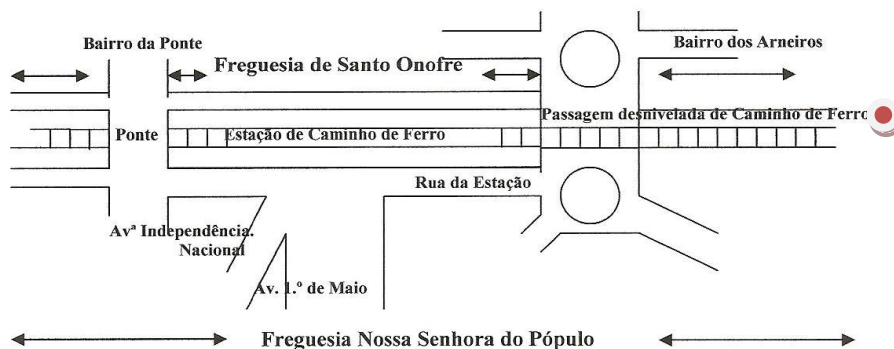 Bairro da Ponte
Bairro dos Arneiros
Freguesia de Santo Onofre
Passagem desnivelada de Caminho de Ferro
Ponte
Estação de Caminho de Ferro
Rua da Estação
Avª Independência.
Nacional
Av. 1.º de Maio
Freguesia Nossa Senhora do Pópulo